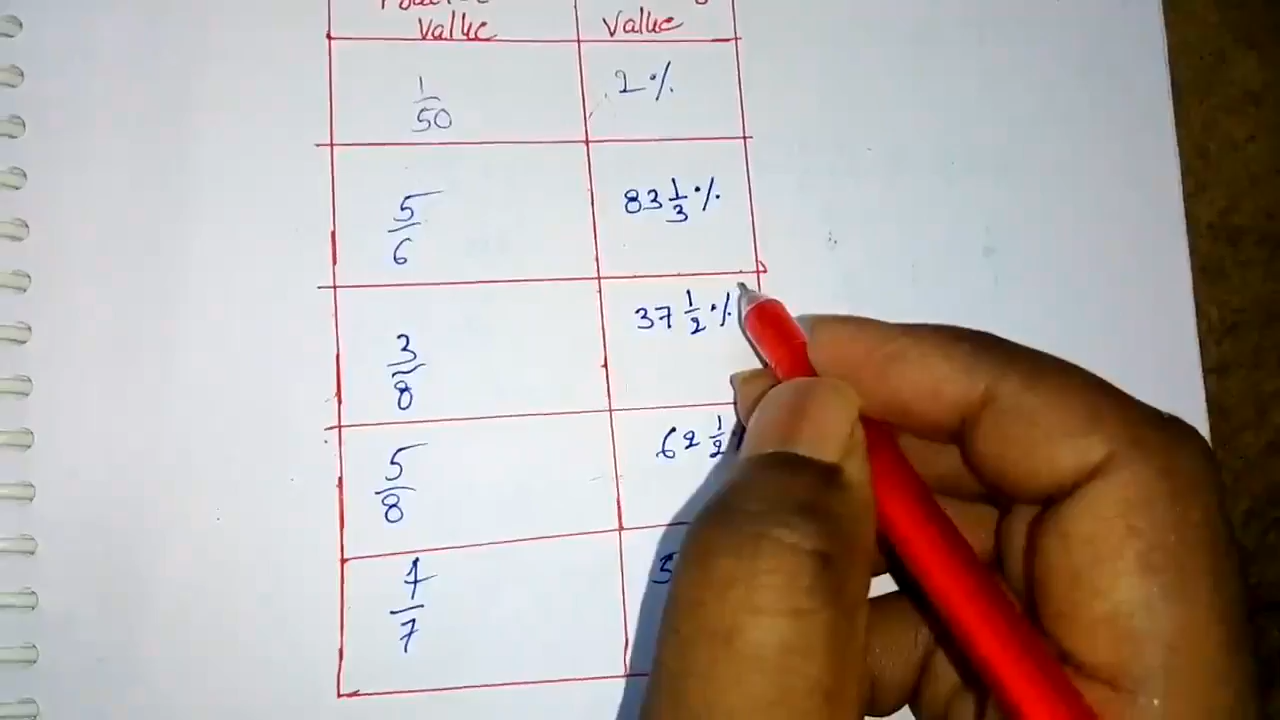 Value Value
1/50 2%
5/6 83 1/3 %
3/8 37 1/2 %
5/8 62 1/2
4/7 5